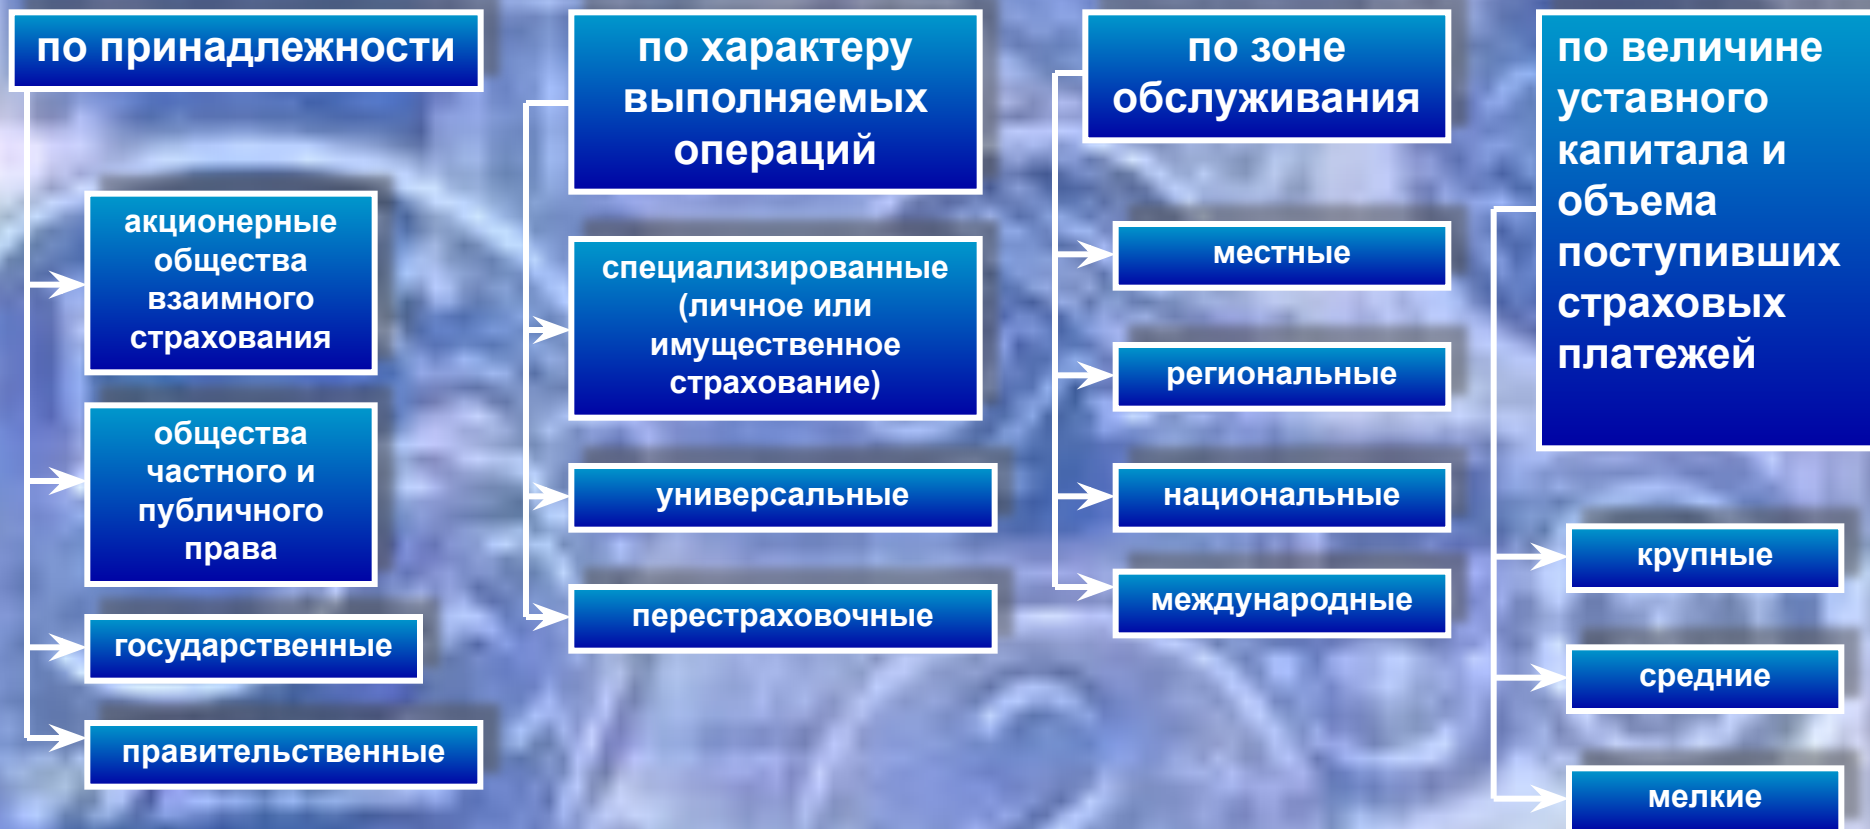 по принадлежности
акционерные
общества
взаимного
страхования
общества
частного и
публичного
права
государственные
правительственные
по характеру
выполняемых
операций
специализированные
(личное или
имущественное
страхование)
универсальные
перестраховочные
по зоне
обслуживания
местные
региональные
национальные
международные
по величине
уставного
капитала и
объема
поступивших
страховых
платежей
крупные
средние
мелкие